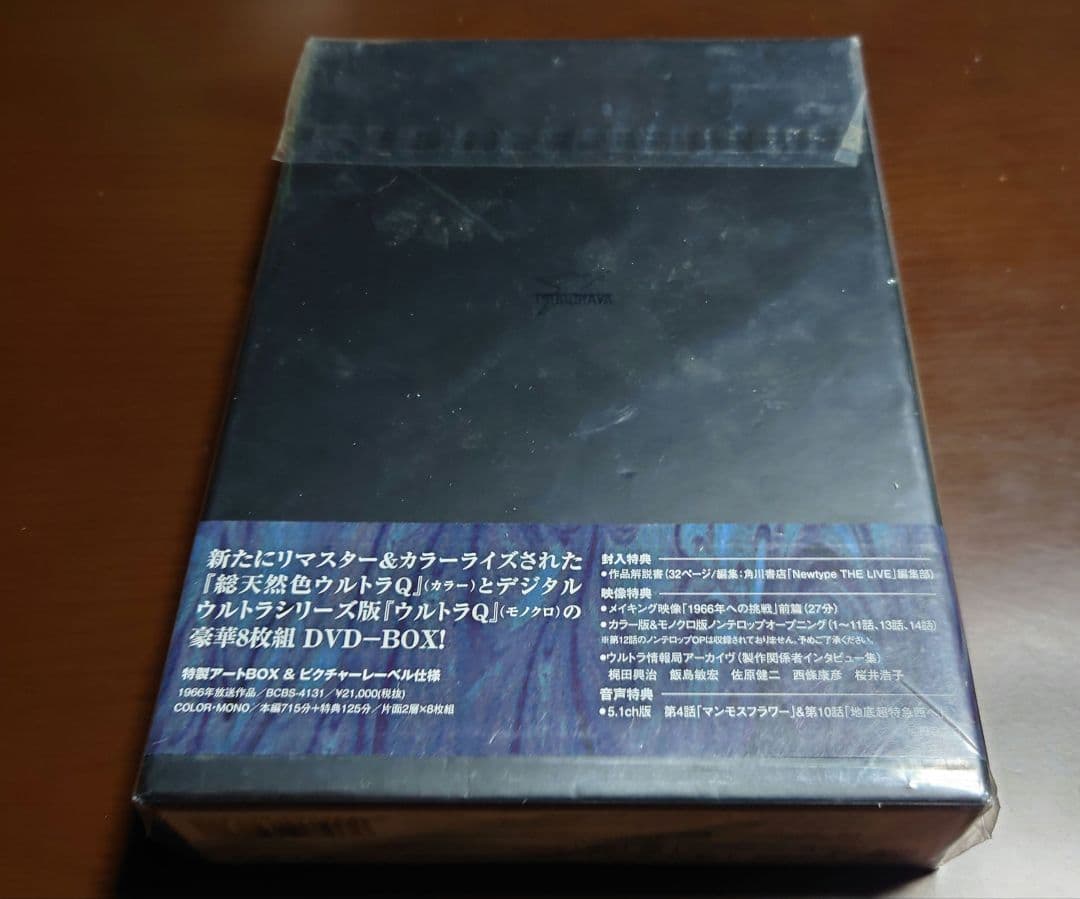 TSUBURAYA
新たにリマスター&カラーライズされた
『総天然色ウルトラQ』(カラー)とデジタル
ウルトラシリーズ版『ウルトラQ』(モノクロ)の
豪華8枚組 DVD-BOX!
特製アートBOX & ピクチャーレーベル仕様
1966年放送作品/BCBS-4131/¥21,000(税抜)
COLOR・MONO/本編715分+特典125分/片面2層×8枚組
封入特典
●作品解説書(32ページ/編集:角川書店「Newtype THE LIVE」編集部)
映像特典
●メイキング映像「1966年への挑戦」前篇(27分)
●カラー版&モノクロ版ノンテロップオープニング(1〜11話、13話、14話)
※第12話のノンテロップOPは収録されておりません。予めご了承ください。
●ウルトラ情報局アーカイヴ(製作関係者インタビュー集)
梶田興治 飯島敏宏 佐原健二 西條康彦 桜井浩子
音声特典
●5.1ch版 第4話「マンモスフラワー」&第10話「地底超特急西へ」